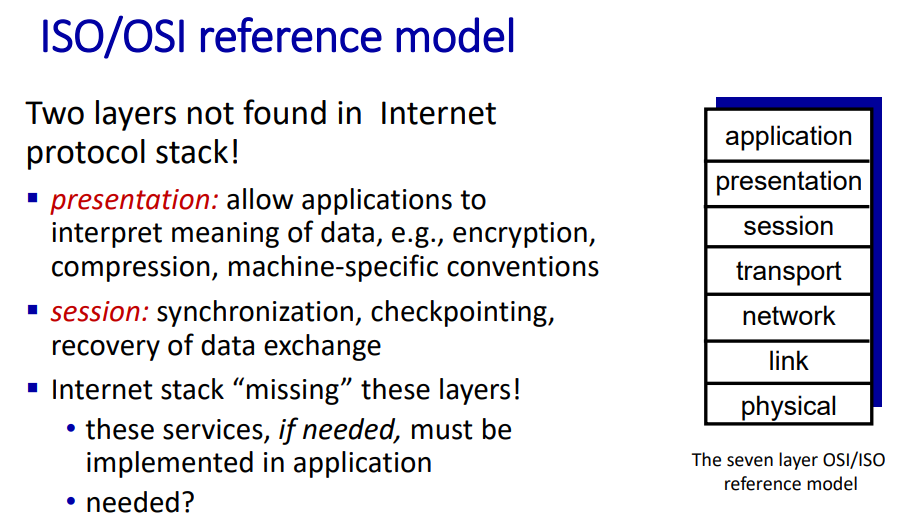 ISO/OSI reference model
Two layers not found in Internet
protocol stack!
▪ presentation: allow applications to
interpret meaning of data, e.g., encryption,
compression, machine-specific conventions
▪ session: synchronization, checkpointing,
recovery of data exchange
▪ Internet stack “missing” these layers!
• these services, if needed, must be
implemented in application
• needed?
application
presentation
session
transport
network
link
physical
The seven layer OSI/ISO
reference model